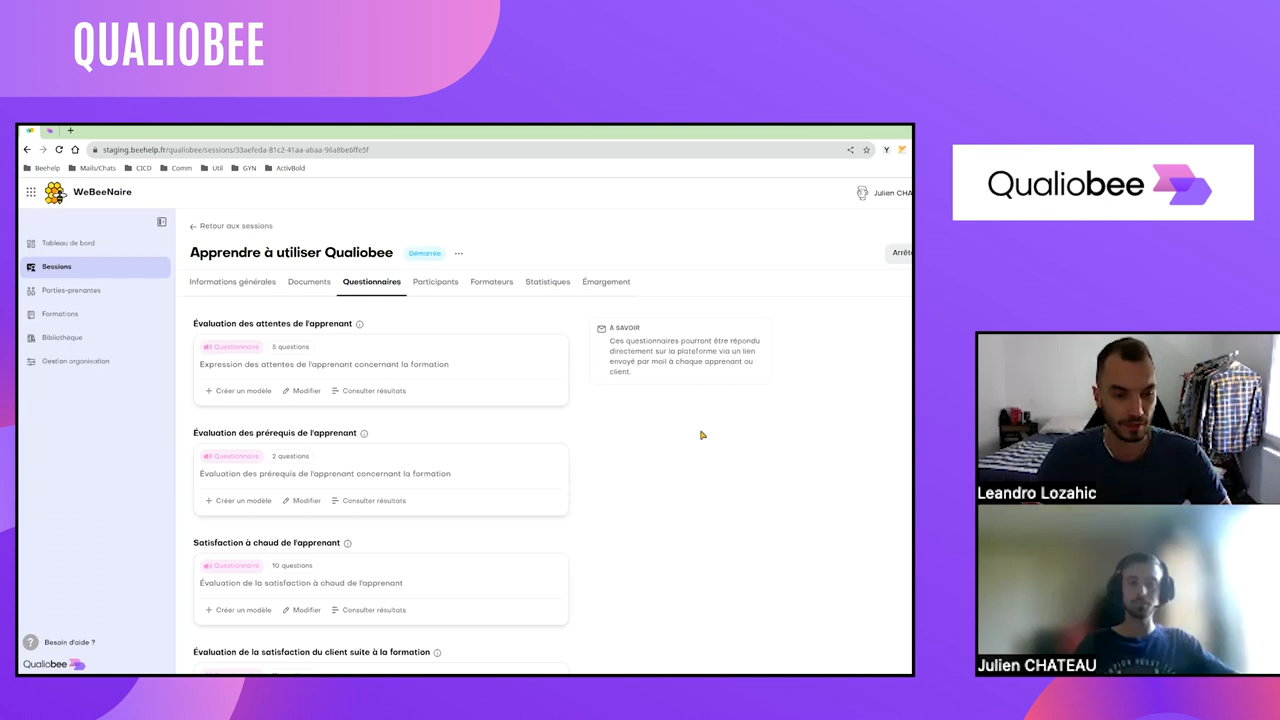 QUALIOBEE
staging.beehelp.fr/qualiobee/sessions/33aefeda-81c2-41aa-abaa-96a8be6ffe5f
Beehelp
Mails/Chats
CICD
Comm
Util
GYN
ActivBold
WeBeeNaire
Julien CHA
Retour aux sessions
Apprendre à utiliser Qualiobee
Démarrée
Arrête
Informations générales
Documents
Questionnaires
Participants
Formateurs
Statistiques
Émargement
Tableau de bord
Sessions
Parties-prenantes
Formations
Bibliothèque
Gestion organisation
Évaluation des attentes de l'apprenant
Questionnaire
5 questions
Expression des attentes de l'apprenant concernant la formation
Créer un modèle
Modifier
Consulter résultats
À SAVOIR
Ces questionnaires pourront être répondu
directement sur la plateforme via un lien
envoyé par mail à chaque apprenant ou
client.
Évaluation des prérequis de l'apprenant
Questionnaire
2 questions
Évaluation des prérequis de l'apprenant concernant la formation
Créer un modèle
Modifier
Consulter résultats
Satisfaction à chaud de l'apprenant
Questionnaire
10 questions
Évaluation de la satisfaction à chaud de l'apprenant
Créer un modèle
Modifier
Consulter résultats
Évaluation de la satisfaction du client suite à la formation
Besoin d'aide ?
Qualiobee
Qualiobee
Leandro Lozahic
Julien CHATEAU